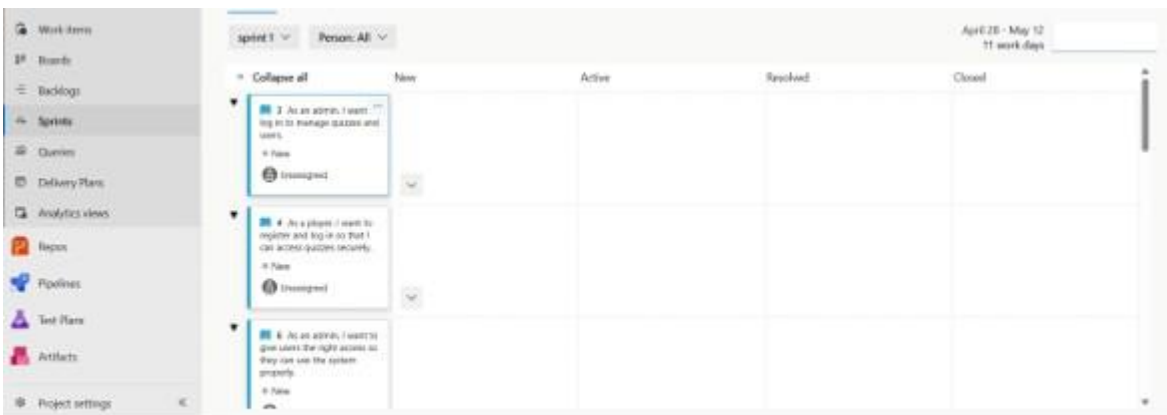 Work items
Boards
Backlogs
Sprints
Queries
Delivery Plans
Analytics views
Repos
Pipelines
Test Plans
Artifacts
Project settings
sprint 1
Person: All
April 28 - May 12
11 work days
Collapse all
New
Active
Resolved
Closed
3 As an admin, I want
log in to manage quizzes and
users.
New
Unassigned
4 As a player, I want to
register and log in so that I
can access quizzes securely.
New
Unassigned
6 As an admin, I want to
give users the right access so
they can use the system
properly.
New